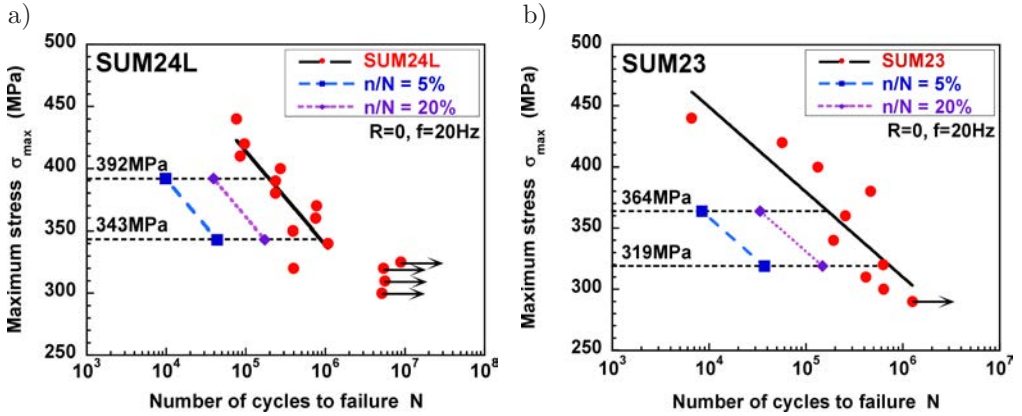 a)
SUM24L
SUM24L
n/N = 5%
n/N = 20%
R=0, f=20Hz
392MPa
343MPa
Maximum stress σmax (MPa)
500
450
400
350
300
250
10³ 10⁴ 10⁵ 10⁶ 10⁷ 10⁸
Number of cycles to failure N
b)
SUM23
SUM23
n/N = 5%
n/N = 20%
R=0, f=20Hz
364MPa
319MPa
Maximum stress σmax (MPa)
500
450
400
350
300
250
10³ 10⁴ 10⁵ 10⁶ 10⁷
Number of cycles to failure N